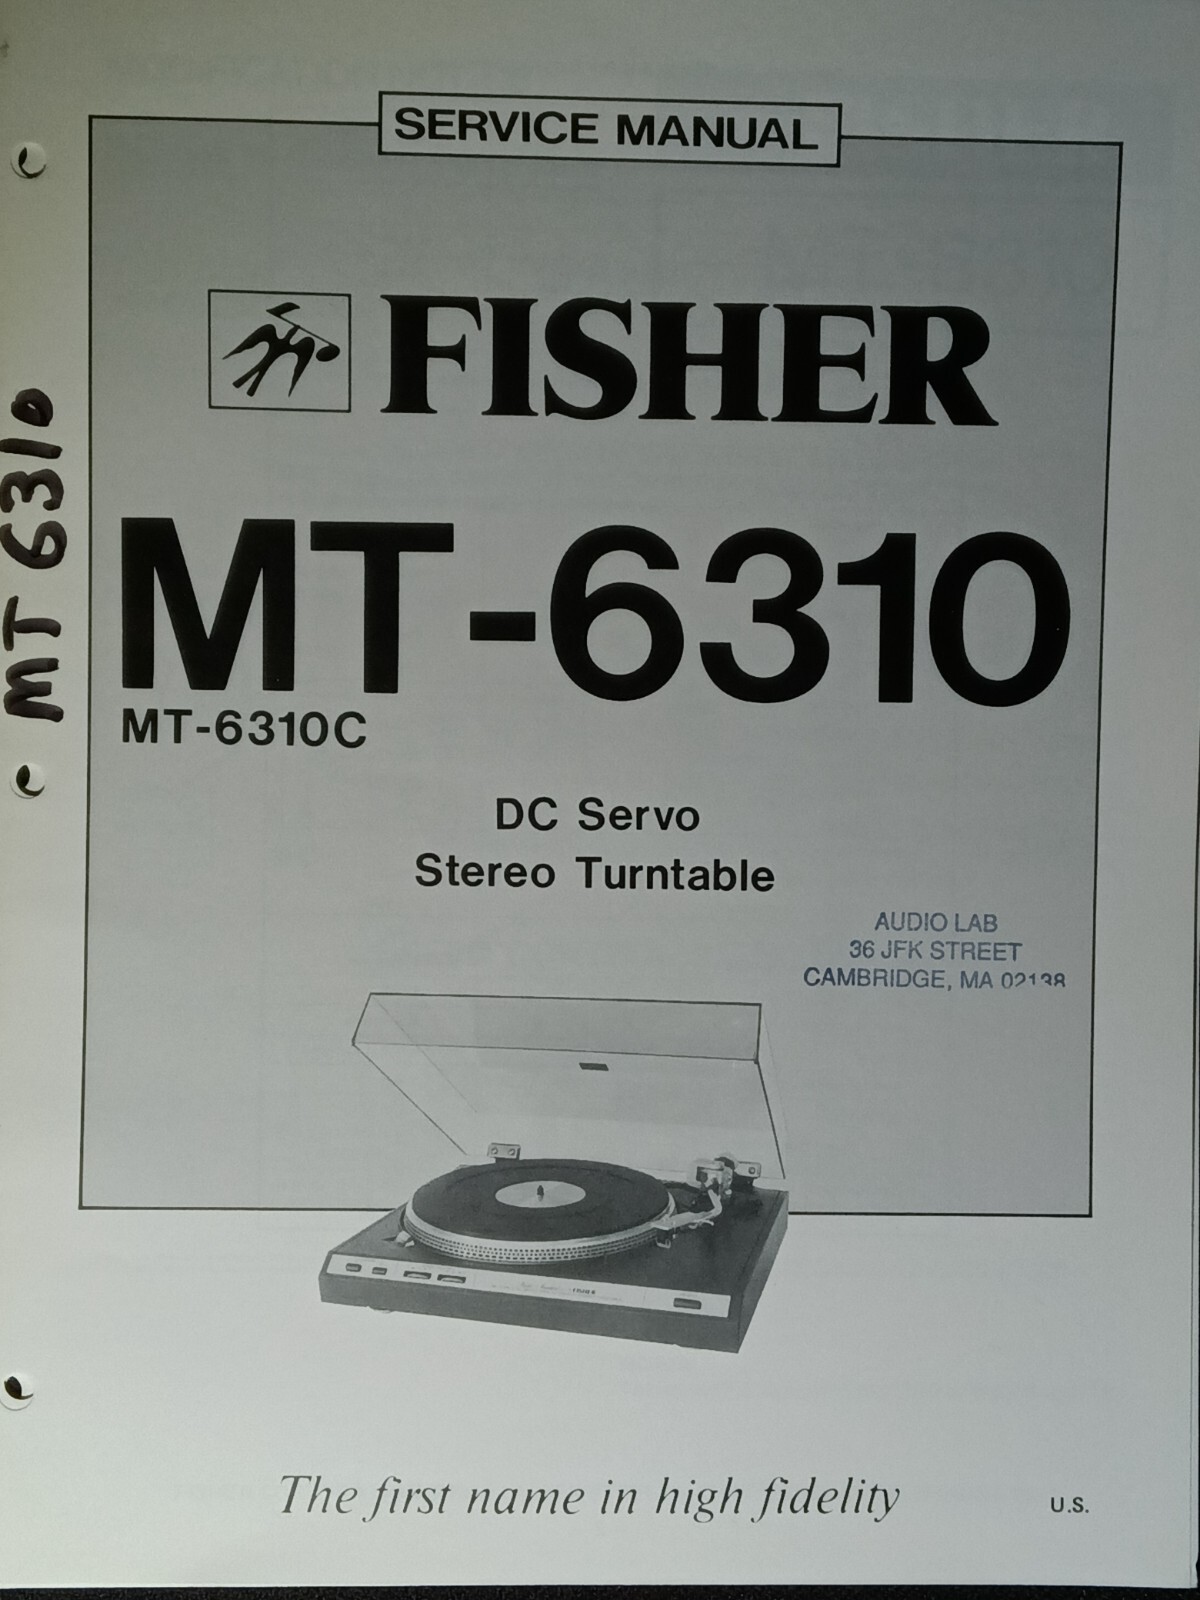 SERVICE MANUAL
FISHER
MT 6310
MT-6310
MT-6310C
DC Servo
Stereo Turntable
AUDIO LAB
36 JFK STREET
CAMBRIDGE, MA 02138
FISHER
The first name in high fidelity
U.S.